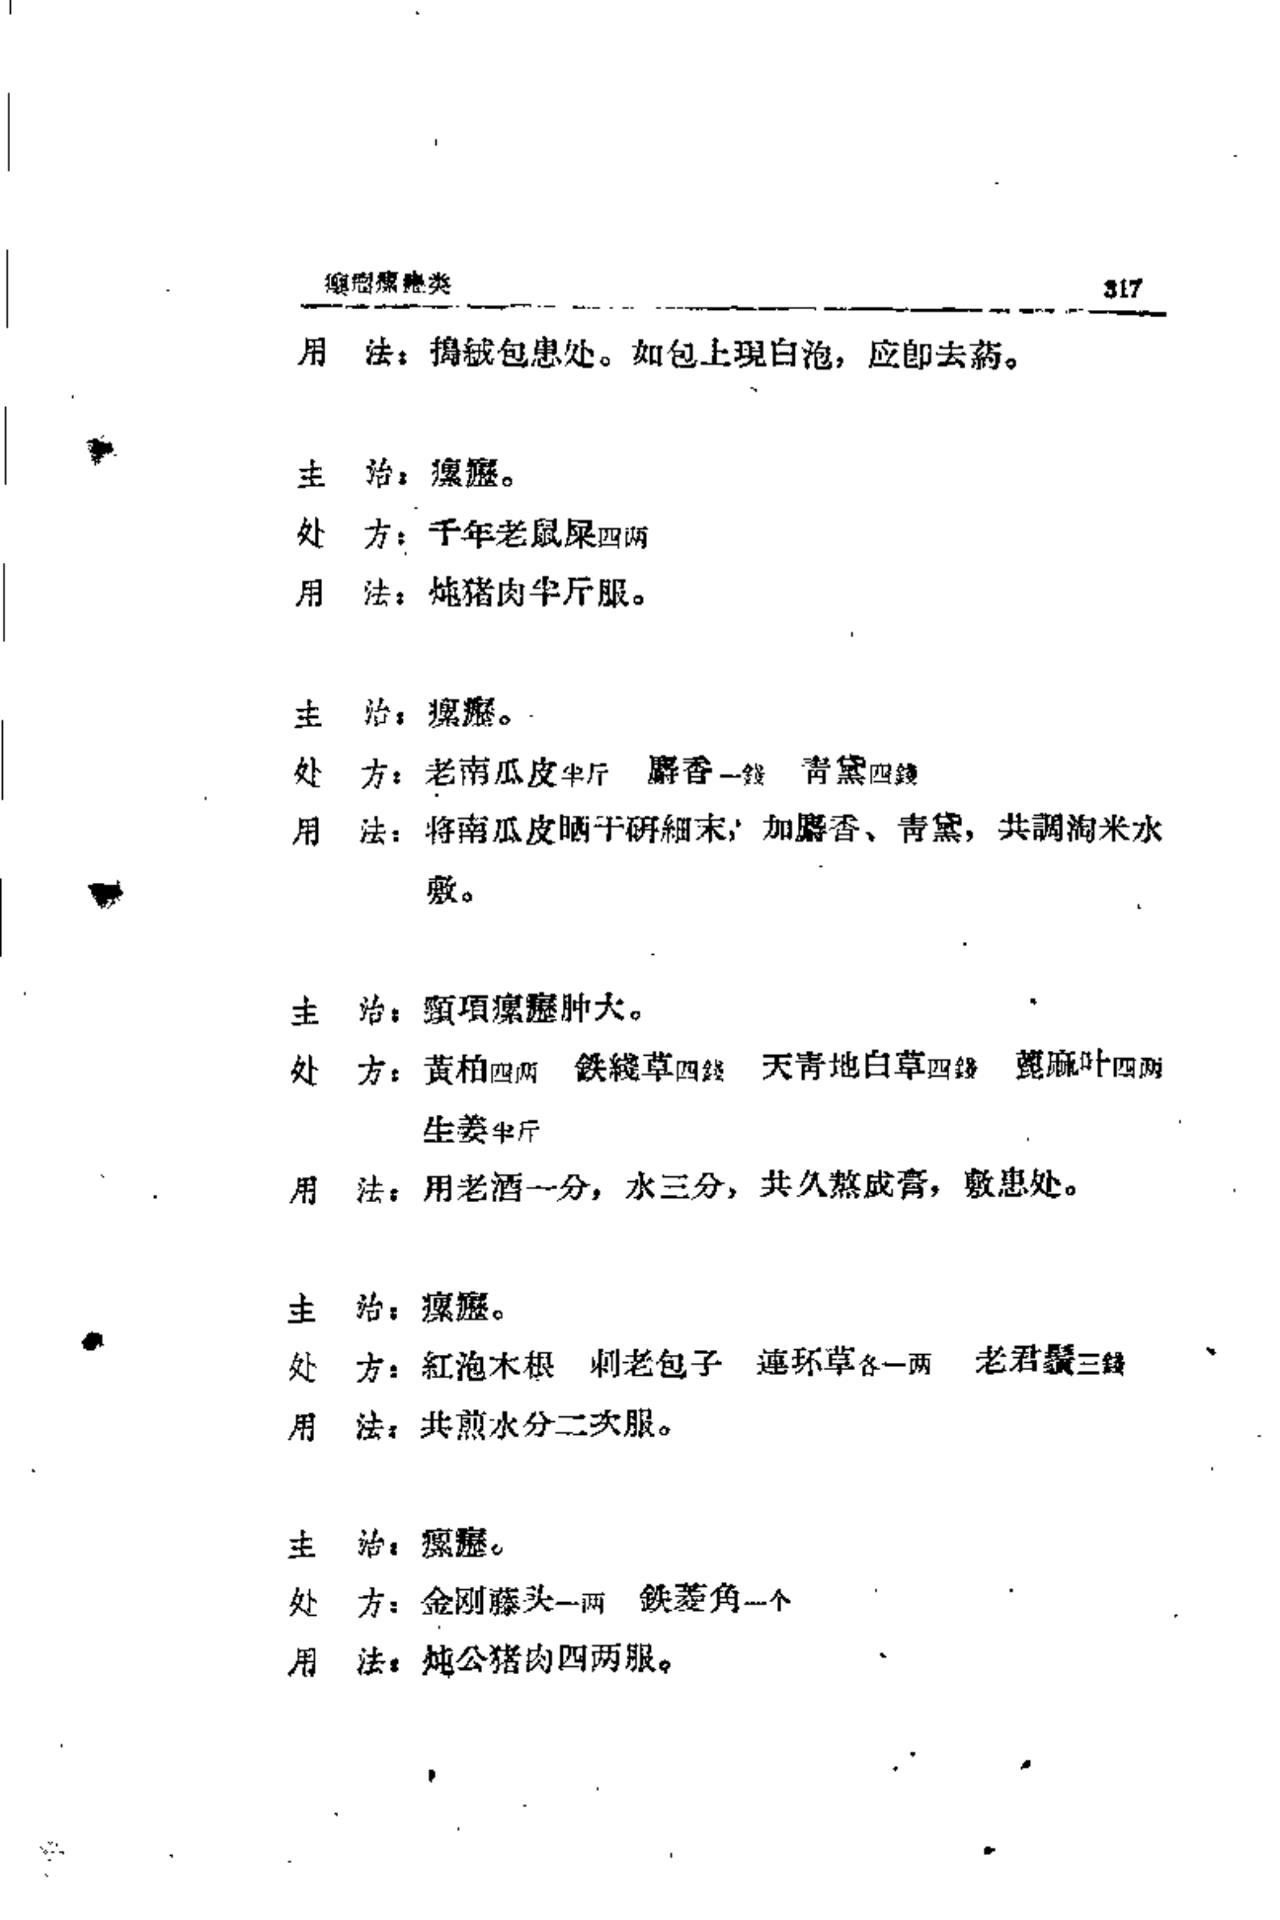 癭瘤瘰癧类 317
用 法：搗絨包患处。如包上現白泡，应卽去葯。
主 治：瘰癧。
处 方：千年老鼠屎四两
用 法：炖猪肉半斤服。
主 治：瘰癧。
处 方：老南瓜皮半斤 麝香一錢 青黛四錢
用 法：将南瓜皮晒干研細末，加麝香、青黛，共調淘米水
敷。
主 治：頸項瘰癧肿大。
处 方：黃柏四两 鉄綫草四錢 天青地白草四錢 蓖麻叶四两
生姜半斤
用 法：用老酒一分，水三分，共久熬成膏，敷患处。
主 治：瘰癧。
处 方：紅泡木根 刺老包子 連环草各一两 老君鬚三錢
用 法：共煎水分二次服。
主 治：瘰癧。
处 方：金刚藤头一两 鉄菱角一个
用 法：炖公猪肉四两服。